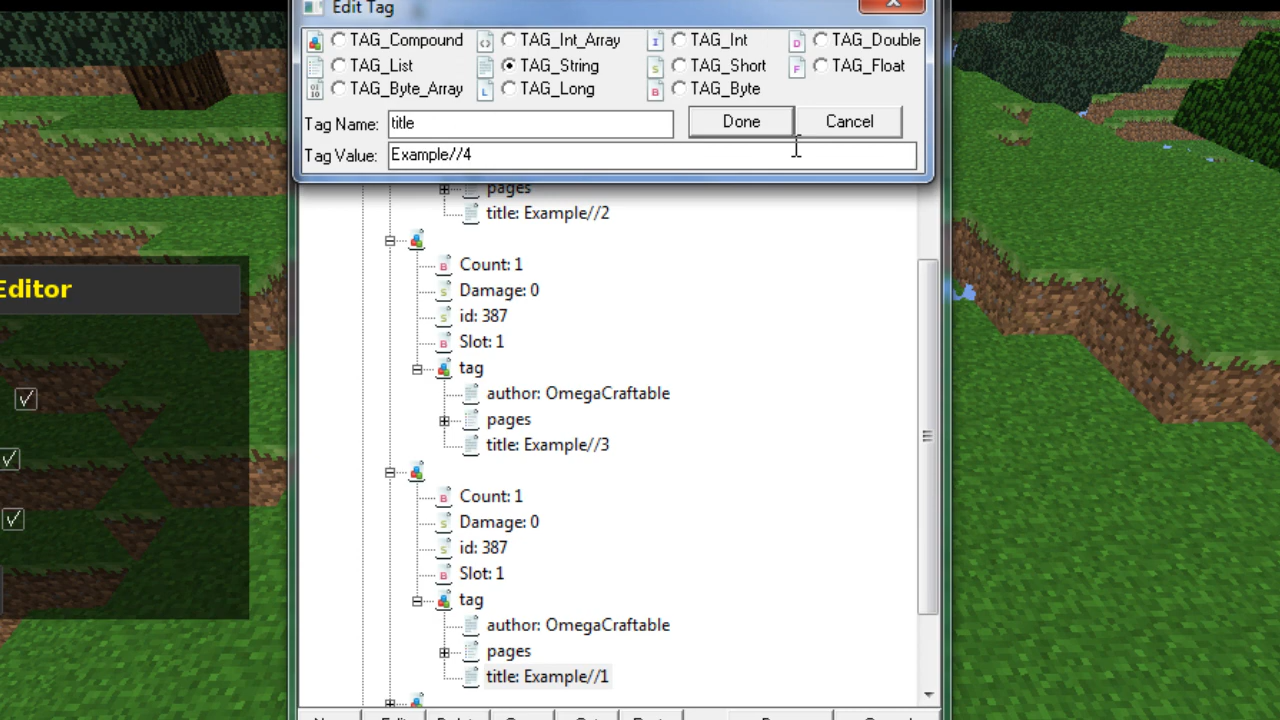 Edit Tag
TAG_Compound TAG_Int_Array TAG_Int TAG_Double
TAG_List TAG_String TAG_Short TAG_Float
TAG_Byte_Array TAG_Long TAG_Byte
Tag Name: title Done Cancel
Tag Value: Example//4
pages
title: Example//2
Count: 1
Editor
Damage: 0
id: 387
Slot: 1
tag
author: OmegaCraftable
pages
title: Example//3
Count: 1
Damage: 0
id: 387
Slot: 1
tag
author: OmegaCraftable
pages
title: Example//1